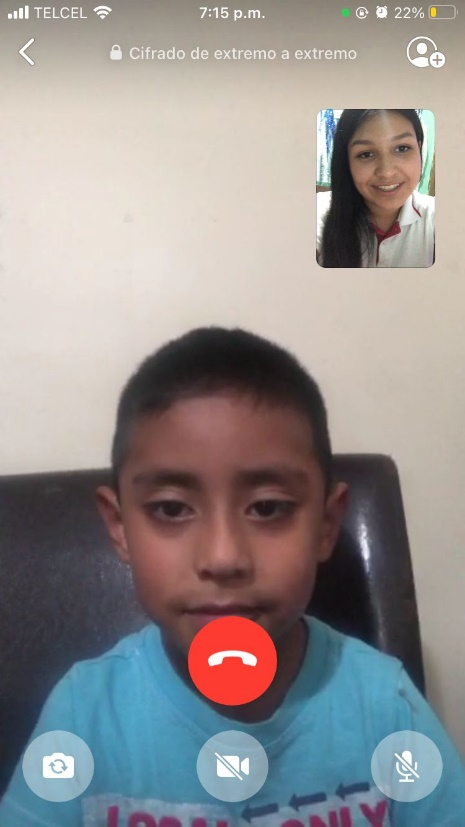 TELCEL 7:15 p.m. 22%
Cifrado de extremo a extremo
ONLY